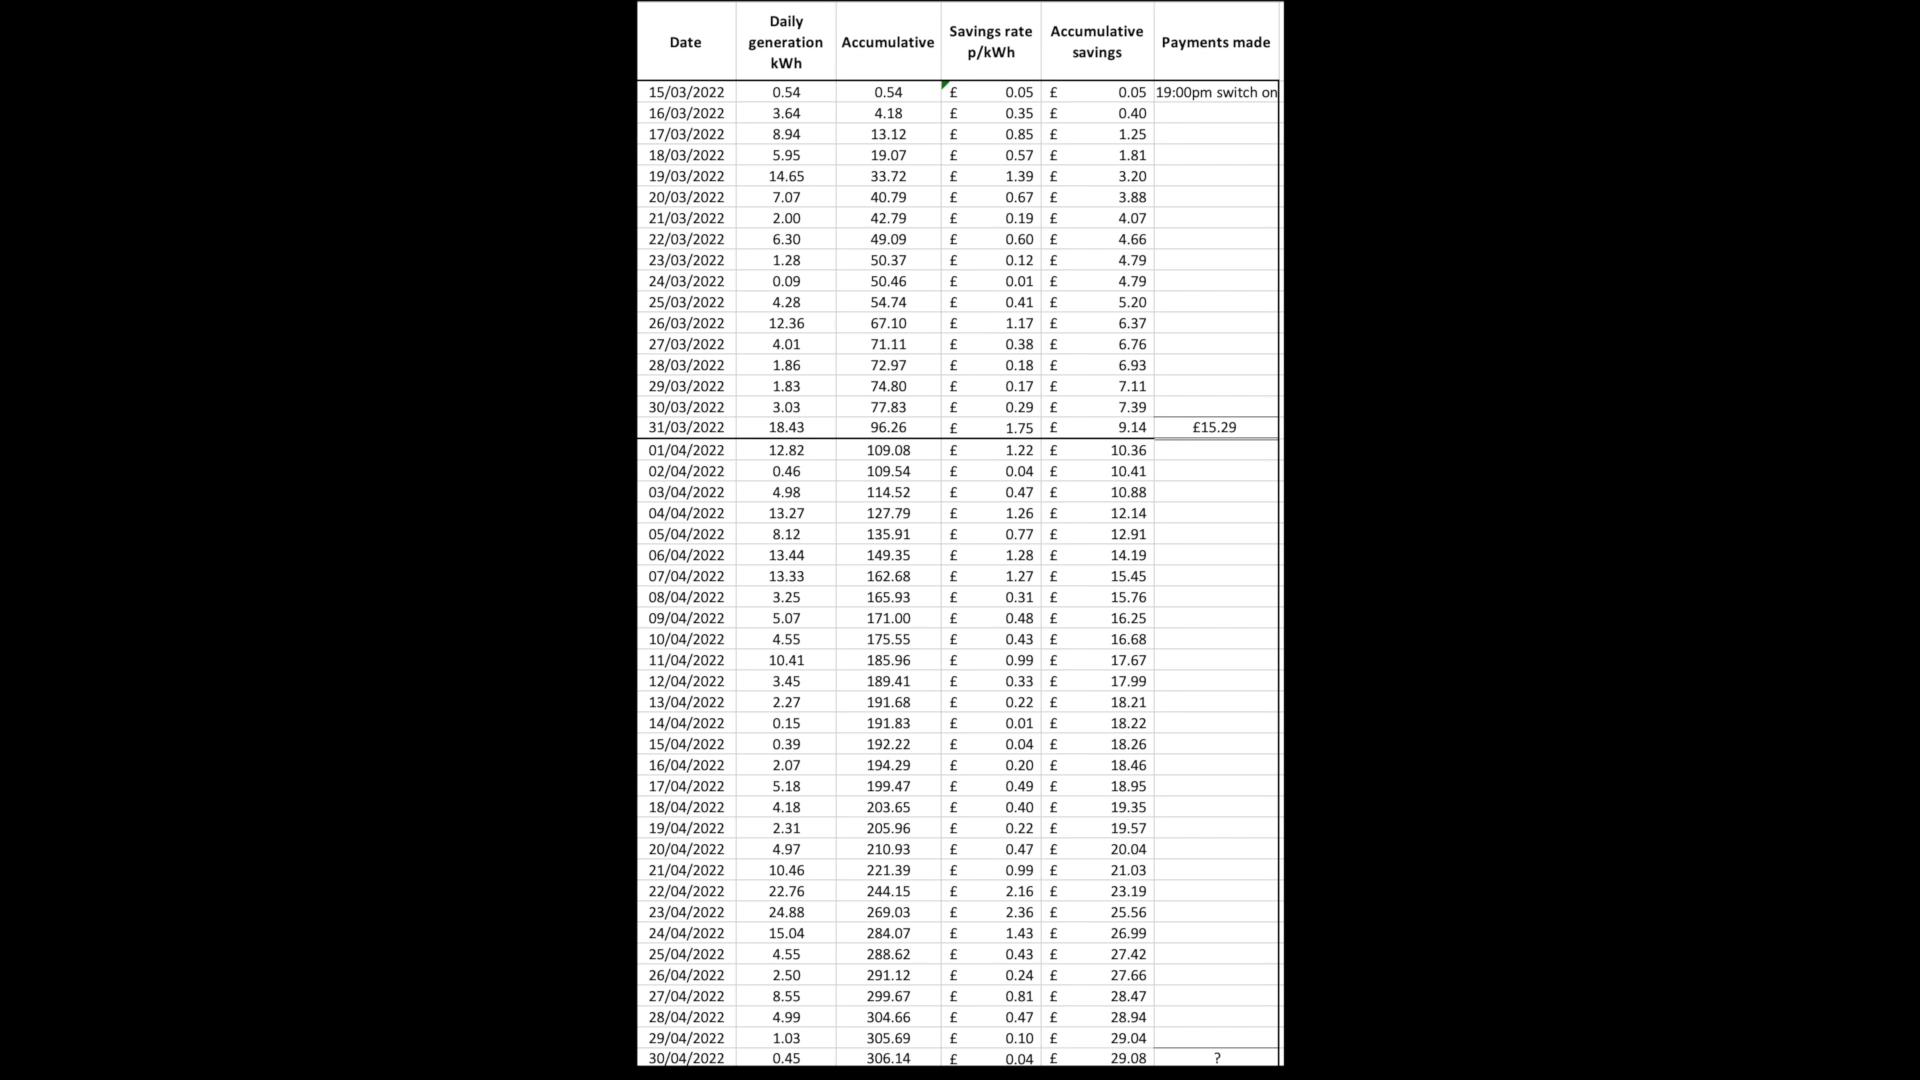 Date Daily generation kWh Accumulative Savings rate p/kWh Accumulative savings Payments made
15/03/2022 0.54 0.54 £ 0.05 £ 0.05 19:00pm switch on
16/03/2022 3.64 4.18 £ 0.35 £ 0.40
17/03/2022 8.94 13.12 £ 0.85 £ 1.25
18/03/2022 5.95 19.07 £ 0.57 £ 1.81
19/03/2022 14.65 33.72 £ 1.39 £ 3.20
20/03/2022 7.07 40.79 £ 0.67 £ 3.88
21/03/2022 2.00 42.79 £ 0.19 £ 4.07
22/03/2022 6.30 49.09 £ 0.60 £ 4.66
23/03/2022 1.28 50.37 £ 0.12 £ 4.79
24/03/2022 0.09 50.46 £ 0.01 £ 4.79
25/03/2022 4.28 54.74 £ 0.41 £ 5.20
26/03/2022 12.36 67.10 £ 1.17 £ 6.37
27/03/2022 4.01 71.11 £ 0.38 £ 6.76
28/03/2022 1.86 72.97 £ 0.18 £ 6.93
29/03/2022 1.83 74.80 £ 0.17 £ 7.11
30/03/2022 3.03 77.83 £ 0.29 £ 7.39
31/03/2022 18.43 96.26 £ 1.75 £ 9.14 £15.29
01/04/2022 12.82 109.08 £ 1.22 £ 10.36
02/04/2022 0.46 109.54 £ 0.04 £ 10.41
03/04/2022 4.98 114.52 £ 0.47 £ 10.88
04/04/2022 13.27 127.79 £ 1.26 £ 12.14
05/04/2022 8.12 135.91 £ 0.77 £ 12.91
06/04/2022 13.44 149.35 £ 1.28 £ 14.19
07/04/2022 13.33 162.68 £ 1.27 £ 15.45
08/04/2022 3.25 165.93 £ 0.31 £ 15.76
09/04/2022 5.07 171.00 £ 0.48 £ 16.25
10/04/2022 4.55 175.55 £ 0.43 £ 16.68
11/04/2022 10.41 185.96 £ 0.99 £ 17.67
12/04/2022 3.45 189.41 £ 0.33 £ 17.99
13/04/2022 2.27 191.68 £ 0.22 £ 18.21
14/04/2022 0.15 191.83 £ 0.01 £ 18.22
15/04/2022 0.39 192.22 £ 0.04 £ 18.26
16/04/2022 2.07 194.29 £ 0.20 £ 18.46
17/04/2022 5.18 199.47 £ 0.49 £ 18.95
18/04/2022 4.18 203.65 £ 0.40 £ 19.35
19/04/2022 2.31 205.96 £ 0.22 £ 19.57
20/04/2022 4.97 210.93 £ 0.47 £ 20.04
21/04/2022 10.46 221.39 £ 0.99 £ 21.03
22/04/2022 22.76 244.15 £ 2.16 £ 23.19
23/04/2022 24.88 269.03 £ 2.36 £ 25.56
24/04/2022 15.04 284.07 £ 1.43 £ 26.99
25/04/2022 4.55 288.62 £ 0.43 £ 27.42
26/04/2022 2.50 291.12 £ 0.24 £ 27.66
27/04/2022 8.55 299.67 £ 0.81 £ 28.47
28/04/2022 4.99 304.66 £ 0.47 £ 28.94
29/04/2022 1.03 305.69 £ 0.10 £ 29.04
30/04/2022 0.45 306.14 £ 0.04 £ 29.08 ?